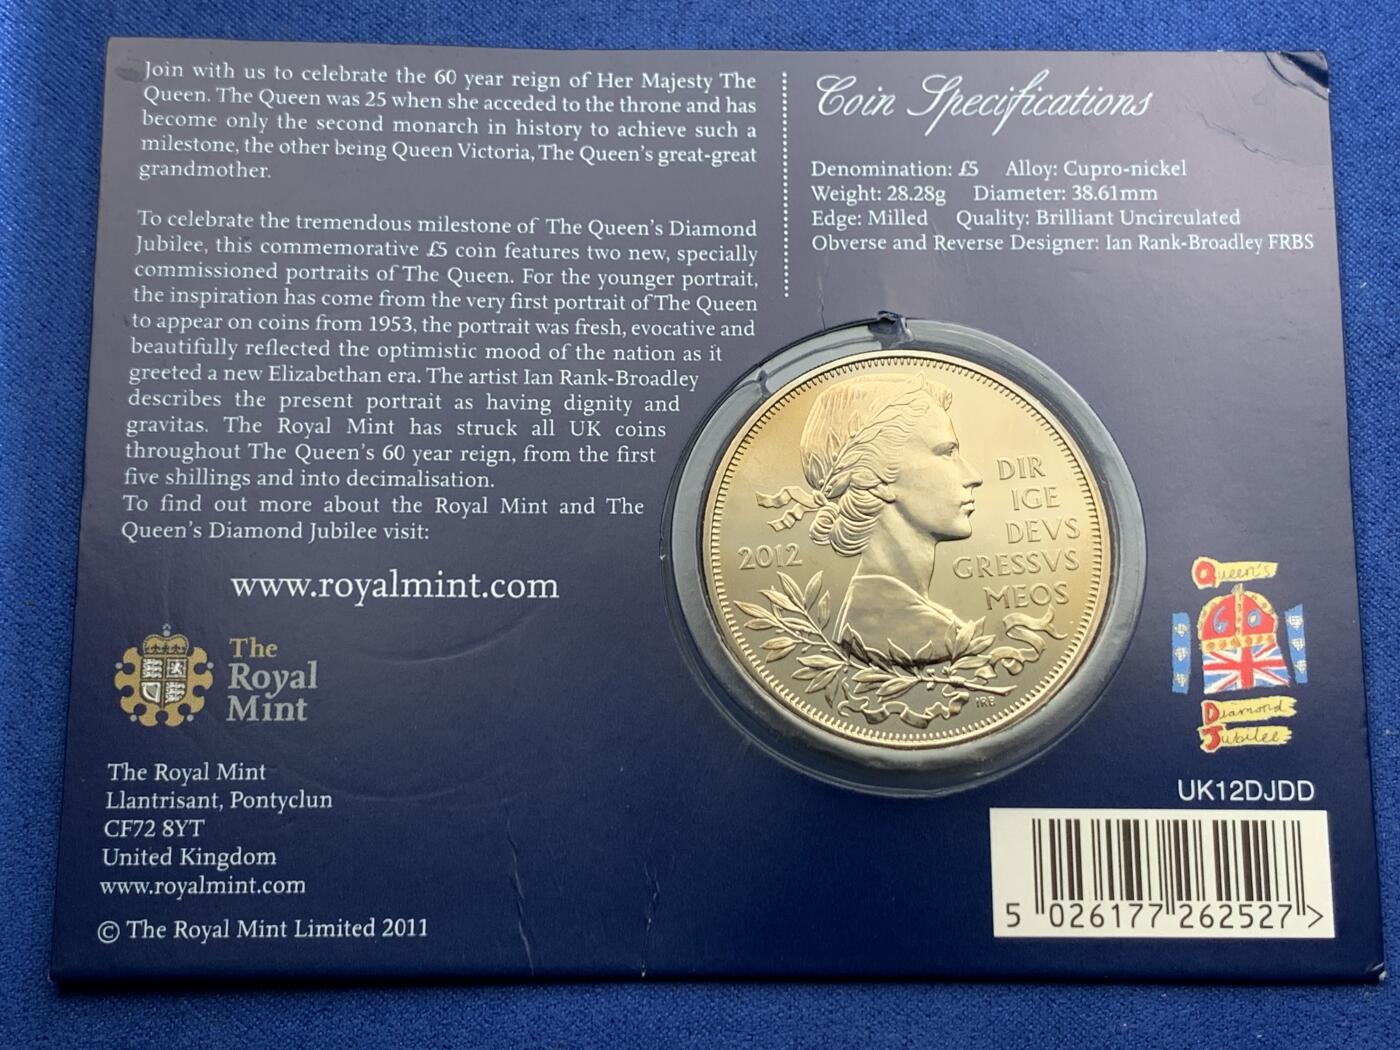 Join with us to celebrate the 60 year reign of Her Majesty The
Queen. The Queen was 25 when she acceded to the throne and has
become only the second monarch in history to achieve such a
milestone, the other being Queen Victoria, The Queen's great-great
grandmother.
To celebrate the tremendous milestone of The Queen's Diamond
Jubilee, this commemorative £5 coin features two new, specially
commissioned portraits of The Queen. For the younger portrait,
the inspiration has come from the very first portrait of The Queen
to appear on coins from 1953, the portrait was fresh, evocative and
beautifully reflected the optimistic mood of the nation as it
greeted a new Elizabethan era. The artist Ian Rank-Broadley
describes the present portrait as having dignity and
gravitas. The Royal Mint has struck all UK coins
throughout The Queen's 60 year reign, from the first
five shillings and into decimalisation.
To find out more about the Royal Mint and The
Queen's Diamond Jubilee visit:
www.royalmint.com
The
Royal
Mint
The Royal Mint
Llantrisant, Pontyclun
CF72 8YT
United Kingdom
www.royalmint.com
© The Royal Mint Limited 2011
Coin Specifications
Denomination: £5 Alloy: Cupro-nickel
Weight: 28.28g Diameter: 38.61mm
Edge: Milled Quality: Brilliant Uncirculated
Obverse and Reverse Designer: Ian Rank-Broadley FRBS
DIR
IGE
DEVS
2012 GRESSVS
MEOS
IRB
Queen's
60
Diamond
Jubilee
UK12DJDD
5 026177 262527 >